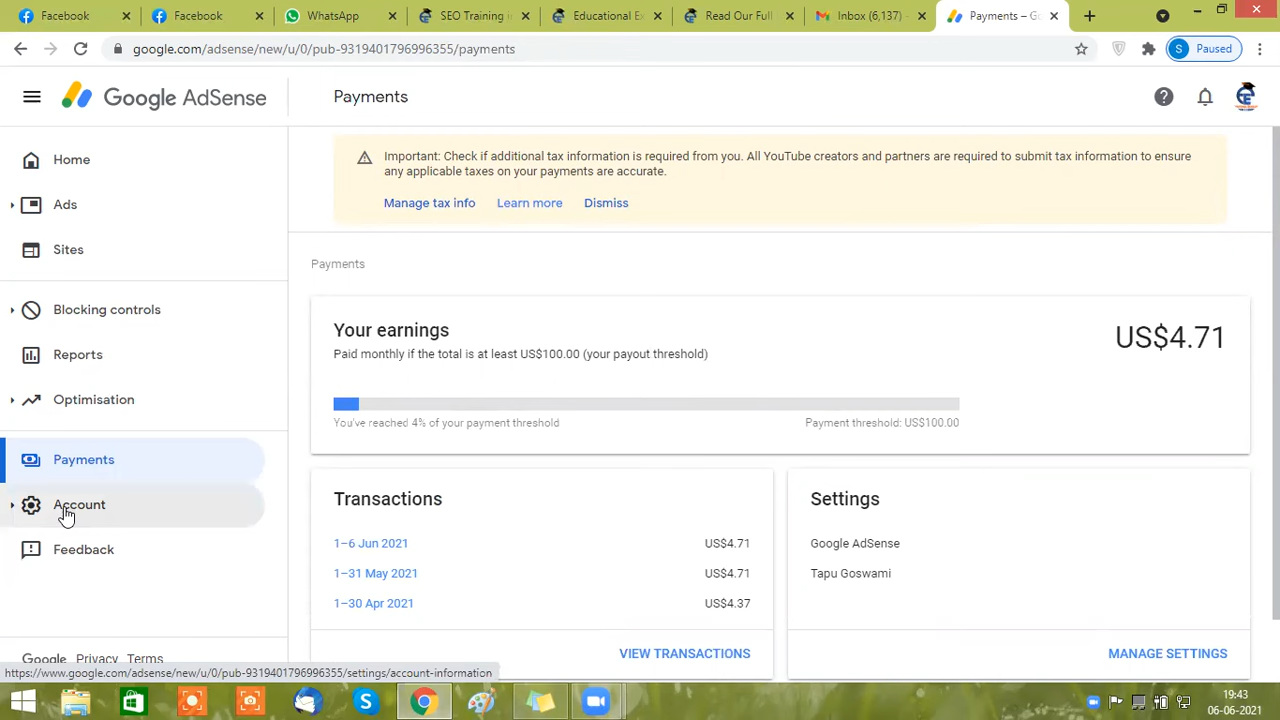 Facebook
Facebook
WhatsApp
SEO Training in
Educational Ex
Read Our Full
Inbox (6,137) -
Payments – Go
google.com/adsense/new/u/0/pub-9319401796996355/payments
S Paused
Google AdSense
Payments
Home
Ads
Sites
Blocking controls
Reports
Optimisation
Payments
Account
Feedback
Google Privacy Terms
https://www.google.com/adsense/new/u/0/pub-9319401796996355/settings/account-information
Important: Check if additional tax information is required from you. All YouTube creators and partners are required to submit tax information to ensure
any applicable taxes on your payments are accurate.
Manage tax info Learn more Dismiss
Payments
Your earnings
US$4.71
Paid monthly if the total is at least US$100.00 (your payout threshold)
You've reached 4% of your payment threshold
Payment threshold: US$100.00
Transactions
1–6 Jun 2021 US$4.71
1–31 May 2021 US$4.71
1–30 Apr 2021 US$4.37
VIEW TRANSACTIONS
Settings
Google AdSense
Tapu Goswami
MANAGE SETTINGS
19:43
06-06-2021